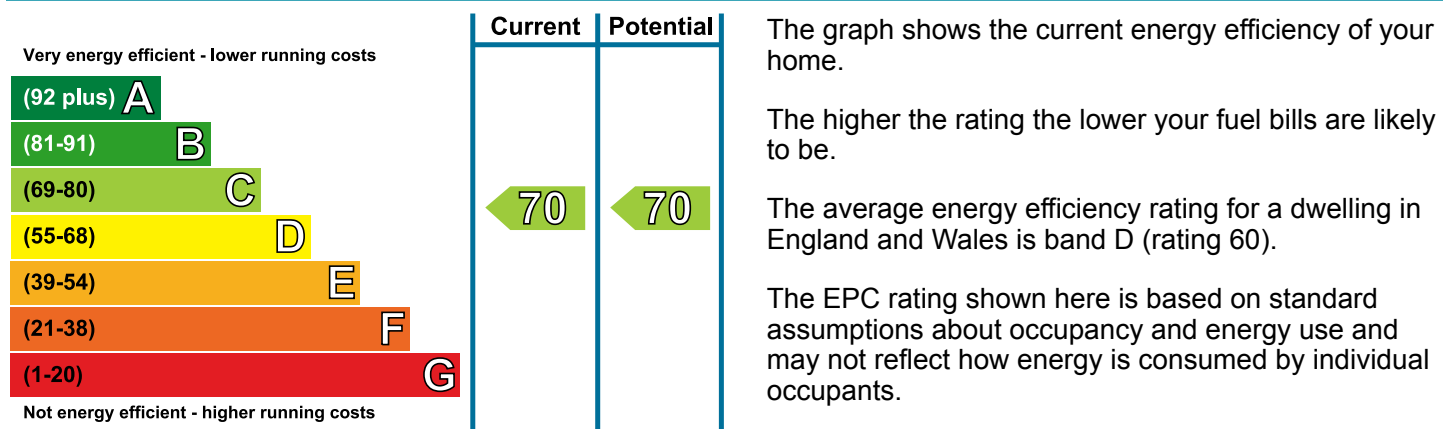 Current Potential
Very energy efficient - lower running costs
(92 plus) A
(81-91) B
(69-80) C
70 70
(55-68) D
(39-54) E
(21-38) F
(1-20) G
Not energy efficient - higher running costs
The graph shows the current energy efficiency of your
home.
The higher the rating the lower your fuel bills are likely
to be.
The average energy efficiency rating for a dwelling in
England and Wales is band D (rating 60).
The EPC rating shown here is based on standard
assumptions about occupancy and energy use and
may not reflect how energy is consumed by individual
occupants.